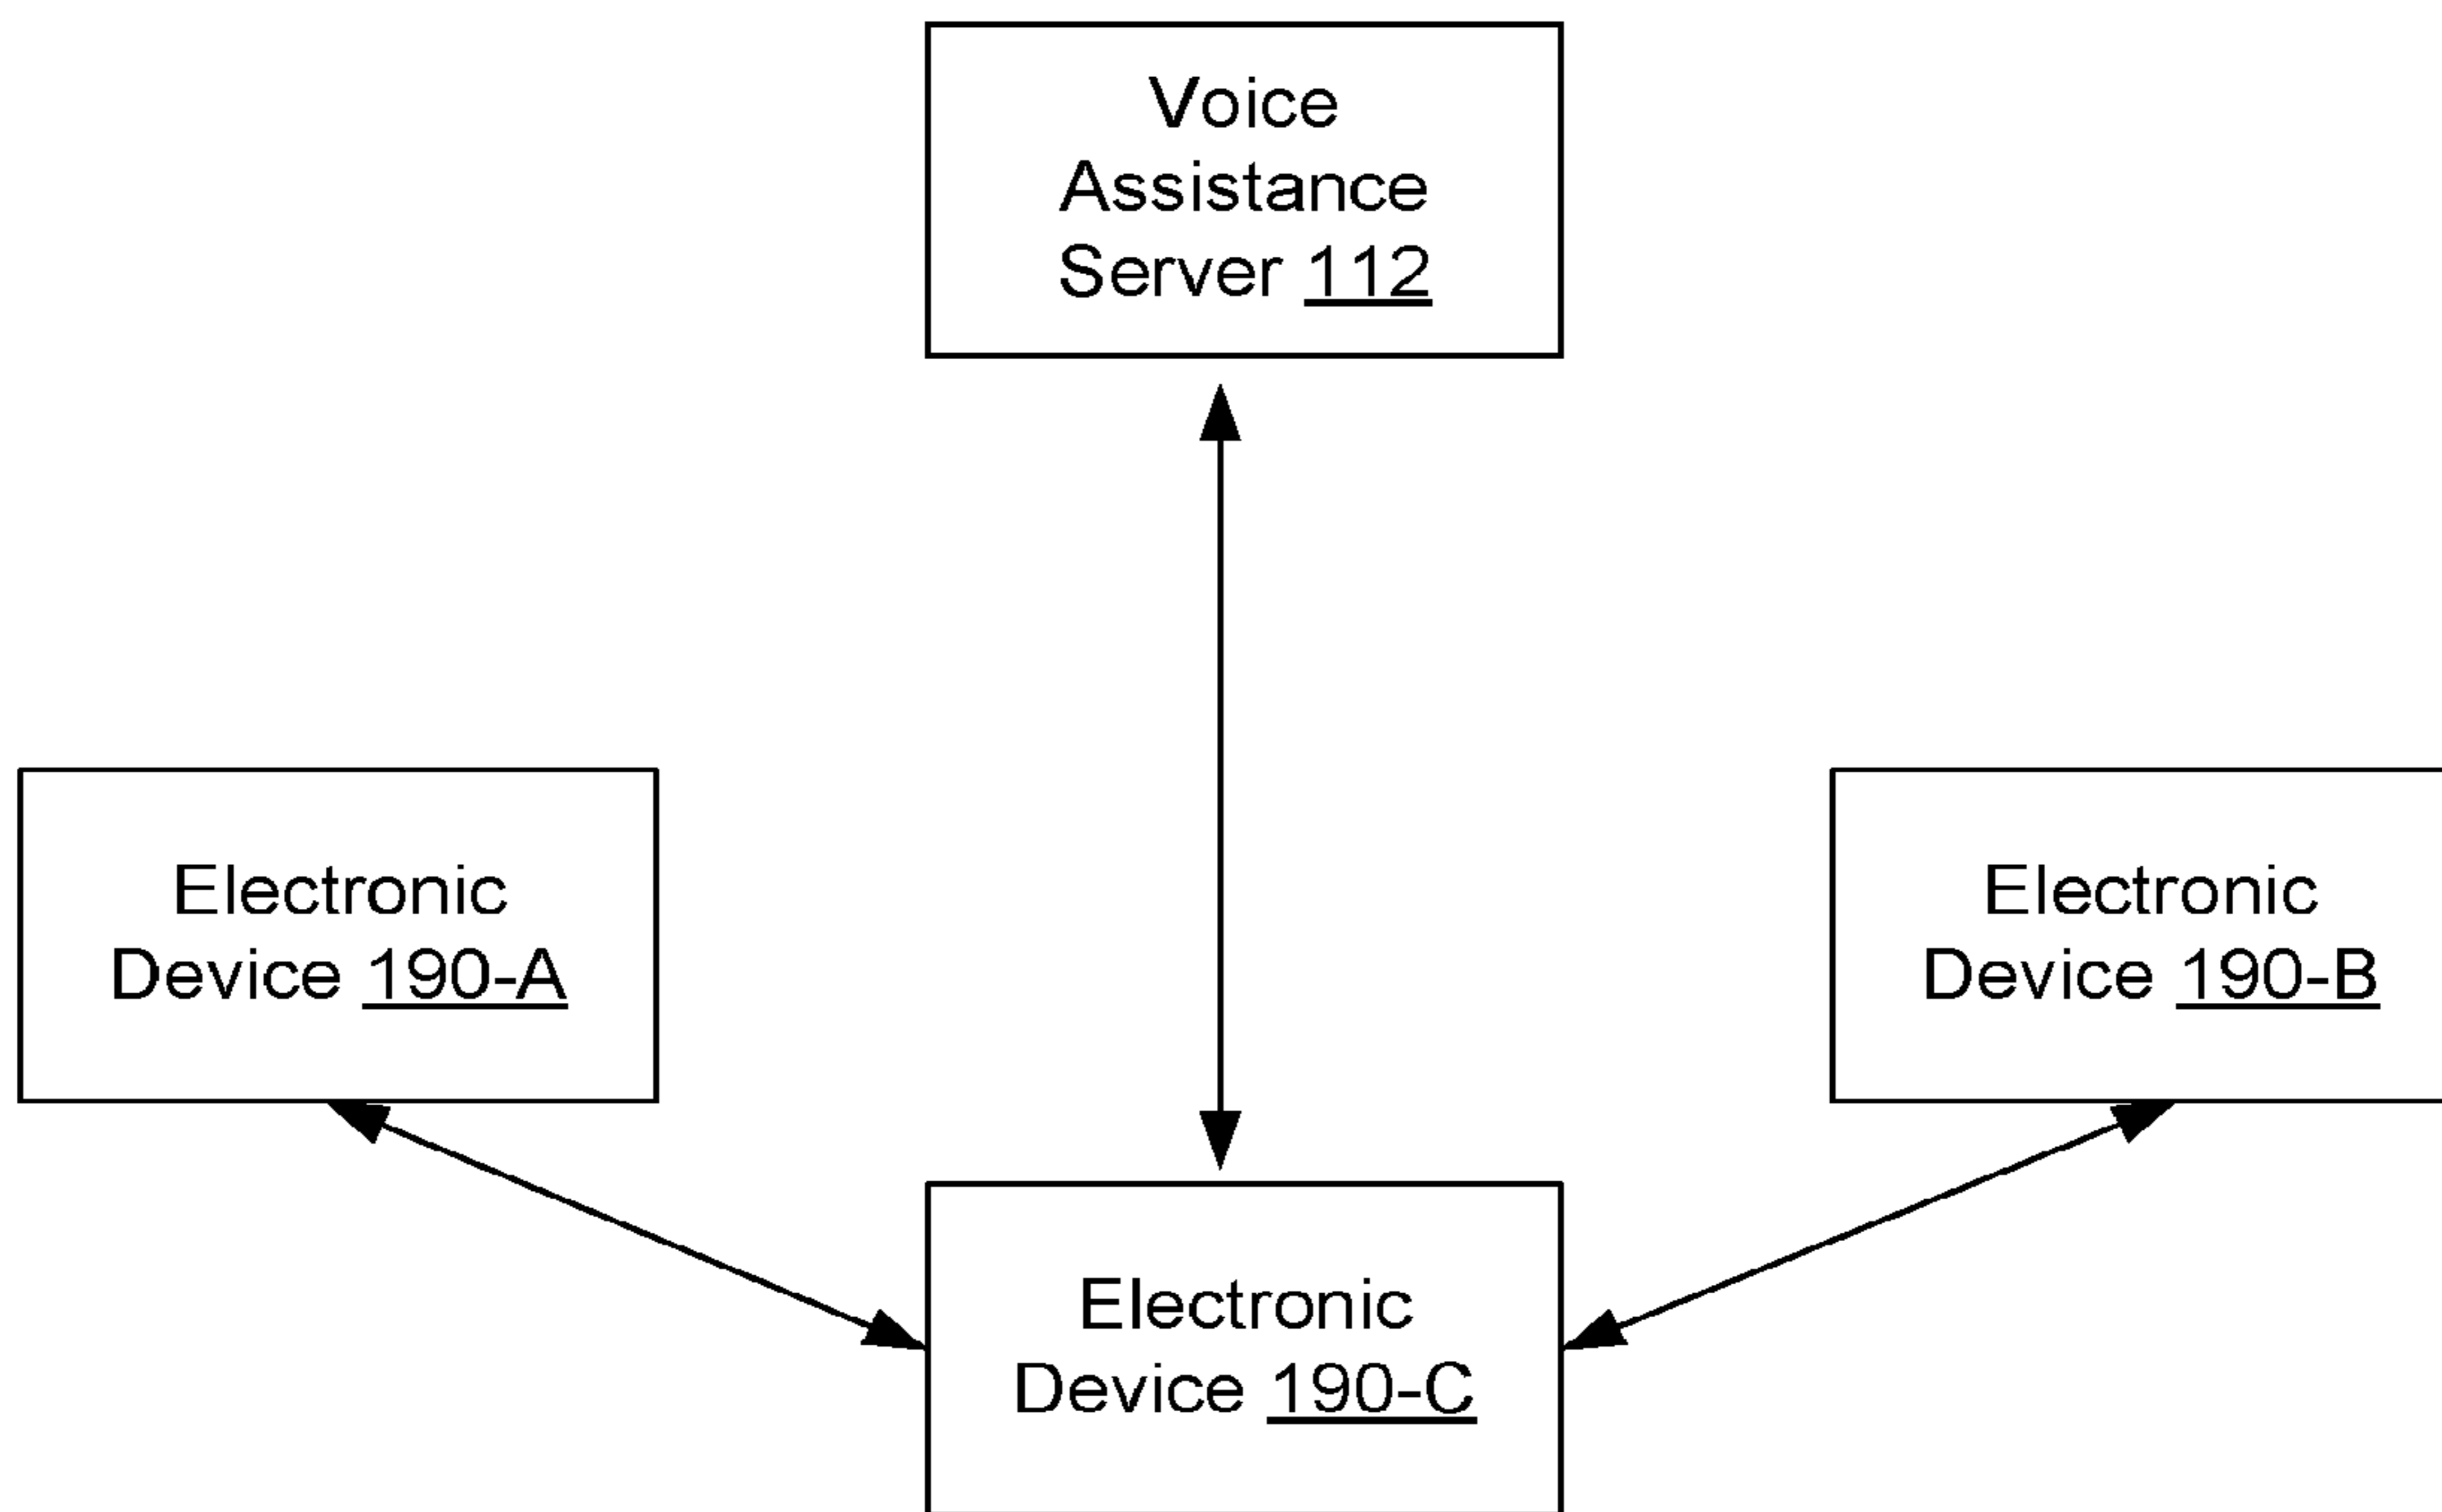 Voice
Assistance
Server 112
Electronic
Device 190-A
Electronic
Device 190-B
Electronic
Device 190-C